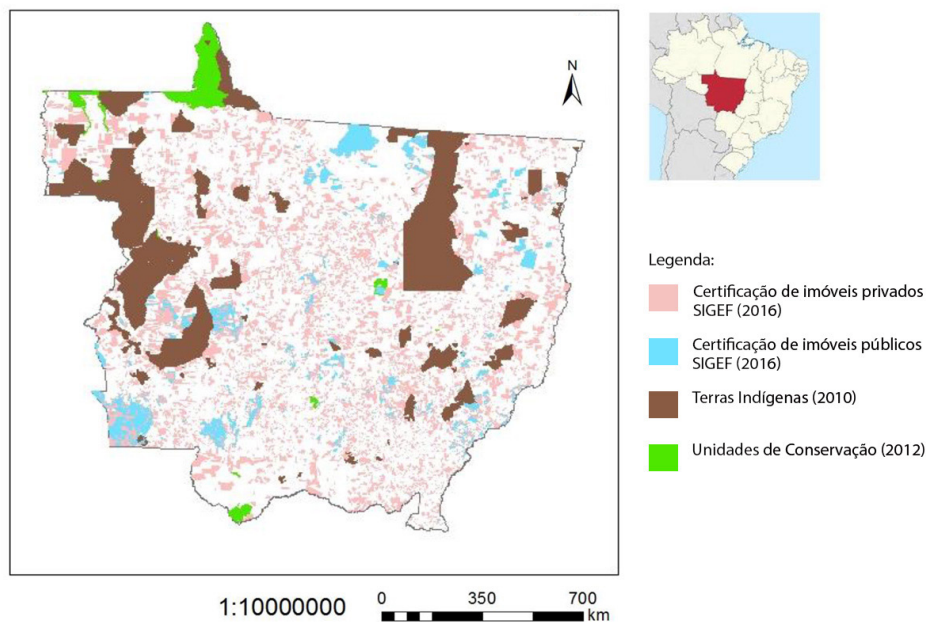 N
Legenda:
Certificação de imóveis privados
SIGEF (2016)
Certificação de imóveis públicos
SIGEF (2016)
Terras Indígenas (2010)
Unidades de Conservação (2012)
1:10000000
0 350 700
km